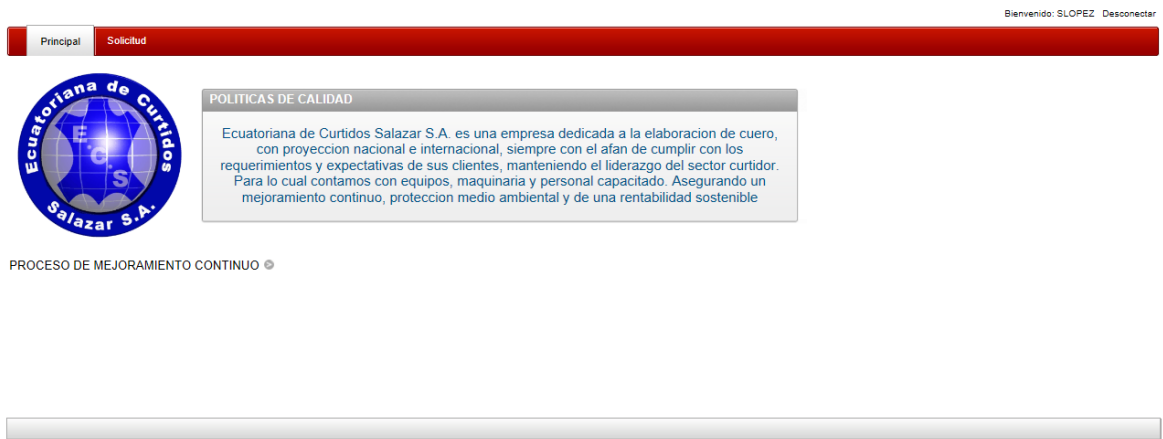 Bienvenido: SLOPEZ Desconectar
Principal Solicitud
Ecuatoriana de Curtidos
E.C.S
Salazar S.A.
POLITICAS DE CALIDAD
Ecuatoriana de Curtidos Salazar S.A. es una empresa dedicada a la elaboracion de cuero,
con proyeccion nacional e internacional, siempre con el afan de cumplir con los
requerimientos y expectativas de sus clientes, manteniendo el liderazgo del sector curtidor.
Para lo cual contamos con equipos, maquinaria y personal capacitado. Asegurando un
mejoramiento continuo, proteccion medio ambiental y de una rentabilidad sostenible
PROCESO DE MEJORAMIENTO CONTINUO